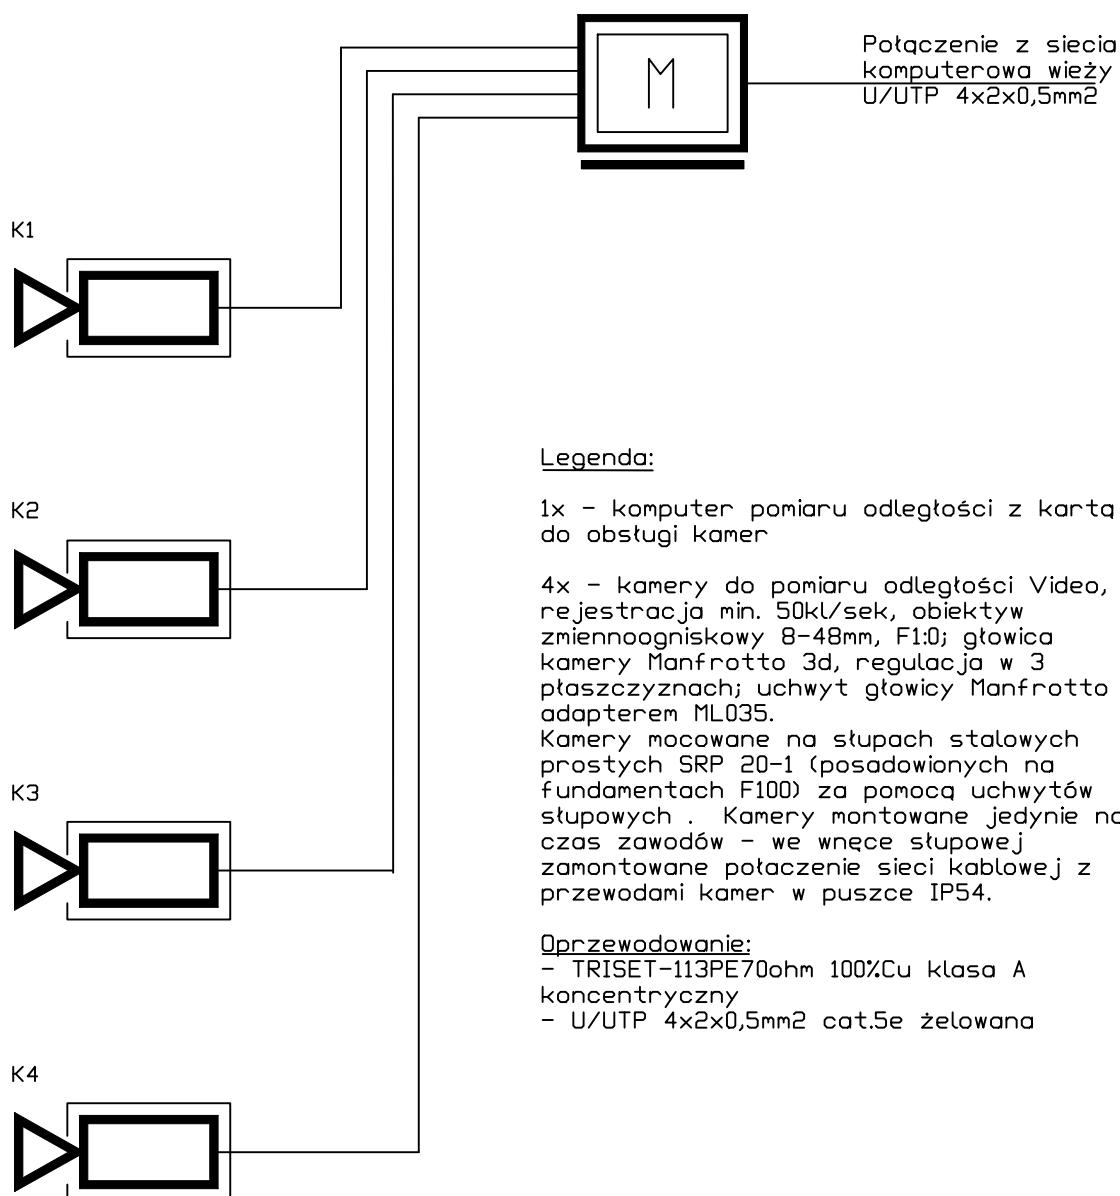 Połączenie z siecia
komputerowa wieży
U/UTP 4x2x0,5mm2
M
K1
K2
K3
K4
Legenda:
1x - komputer pomiaru odległości z kartą
do obsługi kamer
4x - kamery do pomiaru odległości Video,
rejestracja min. 50kl/sek, obiektyw
zmiennoogniskowy 8-48mm, F1:0; głowica
kamery Manfrotto 3d, regulacja w 3
płaszczyznach; uchwyt głowicy Manfrotto
adapterem ML035.
Kamery mocowane na słupach stalowych
prostych SRP 20-1 (posadowionych na
fundamentach F100) za pomocą uchwytów
słupowych . Kamery montowane jedynie na
czas zawodów - we wnęce słupowej
zamontowane połaczenie sieci kablowej z
przewodami kamer w puszce IP54.
Oprzewodowanie:
- TRISET-113PE70ohm 100%Cu klasa A
koncentryczny
- U/UTP 4x2x0,5mm2 cat.5e żelowana